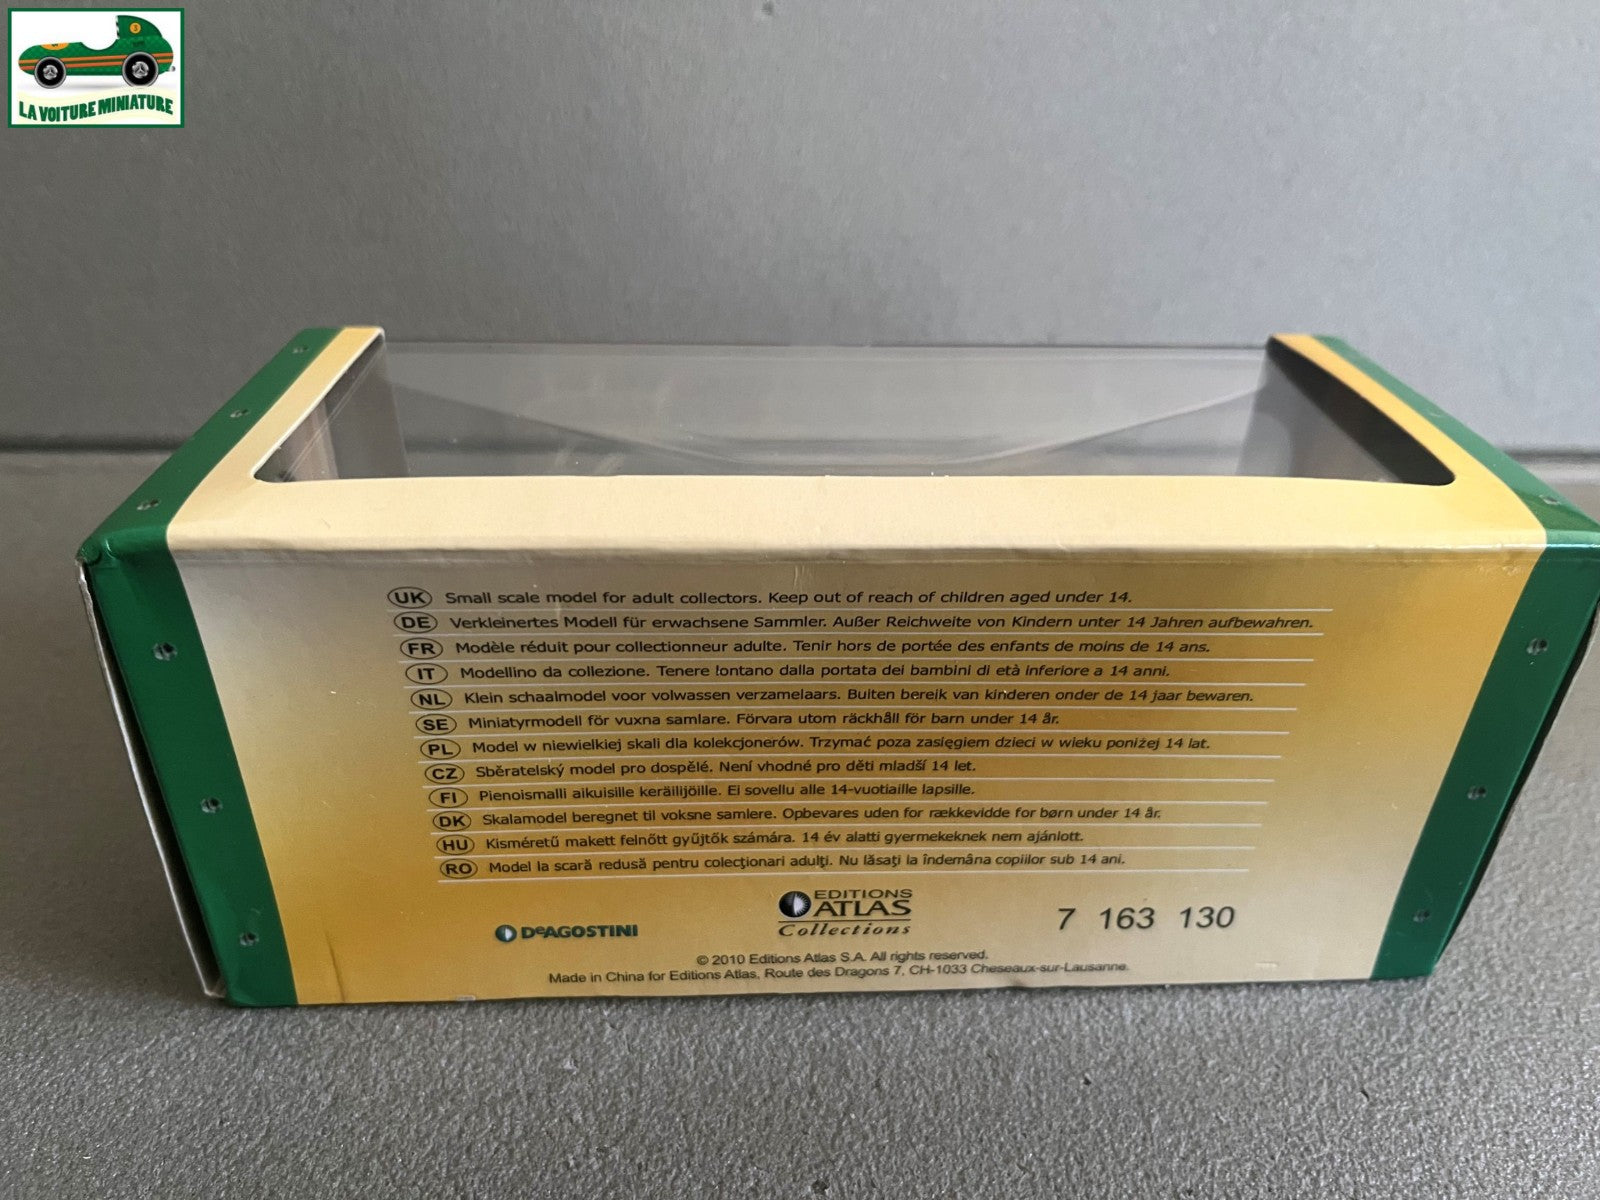 LA VOITURE MINIATURE
UK Small scale model for adult collectors. Keep out of reach of children aged under 14.
DE Verkleinertes Modell für erwachsene Sammler. Außer Reichweite von Kindern unter 14 Jahren aufbewahren.
FR Modèle réduit pour collectionneur adulte. Tenir hors de portée des enfants de moins de 14 ans.
IT Modellino da collezione. Tenere lontano dalla portata dei bambini di età inferiore a 14 anni.
NL Klein schaalmodel voor volwassen verzamelaars. Buiten bereik van kinderen onder de 14 jaar bewaren.
SE Miniatyrmodell för vuxna samlare. Förvara utom räckhåll för barn under 14 år.
PL Model w niewielkiej skali dla kolekcjonerów. Trzymać poza zasięgiem dzieci w wieku poniżej 14 lat.
CZ Sběratelský model pro dospělé. Není vhodné pro děti mladší 14 let.
FI Pienoismalli aikuisille keräilijöille. Ei sovellu alle 14-vuotiaille lapsille.
DK Skalamodel beregnet til voksne samlere. Opbevares uden for rækkevidde for børn under 14 år.
HU Kisméretű makett felnőtt gyűjtők számára. 14 év alatti gyermekeknek nem ajánlott.
RO Model la scară redusă pentru colecţionari adulţi. Nu lăsaţi la îndemâna copiilor sub 14 ani.
DeAGOSTINI
EDITIONS
ATLAS
Collections
7 163 130
© 2010 Editions Atlas S.A. All rights reserved.
Made in China for Editions Atlas, Route des Dragons 7, CH-1033 Cheseaux-sur-Lausanne.